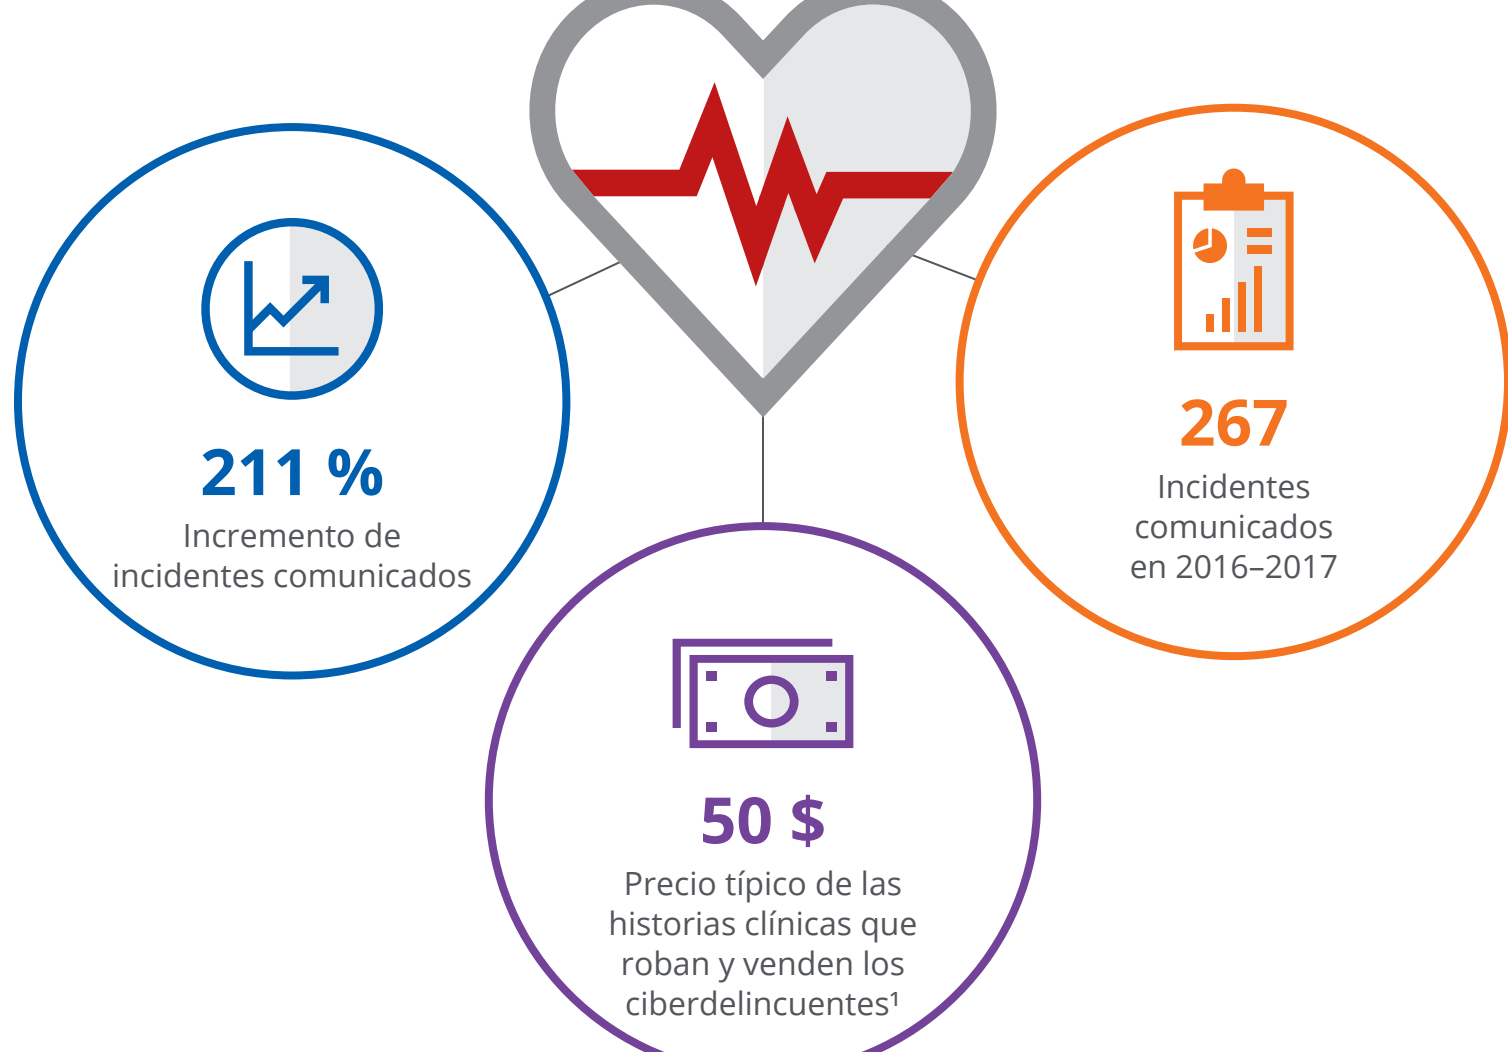 211 %
Incremento de
incidentes comunicados
267
Incidentes
comunicados
en 2016–2017
50 $
Precio típico de las
historias clínicas que
roban y venden los
ciberdelincuentes¹